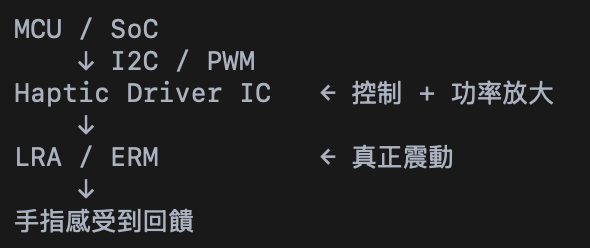 MCU / SoC
↓ I2C / PWM
Haptic Driver IC ← 控制 + 功率放大
↓
LRA / ERM ← 真正震動
↓
手指感受到回饋